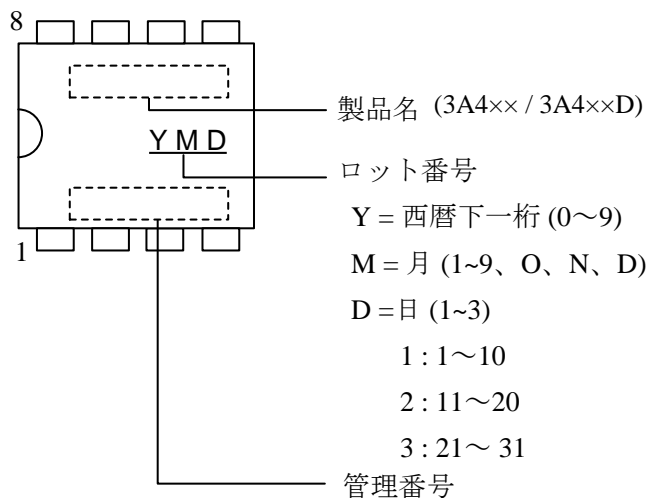 8
製品名 (3A4×× / 3A4××D)
Y M D
ロット番号
Y = 西暦下一桁 (0～9)
1
M = 月 (1~9、O、N、D)
D =日 (1~3)
1 : 1～10
2 : 11～20
3 : 21～ 31
管理番号